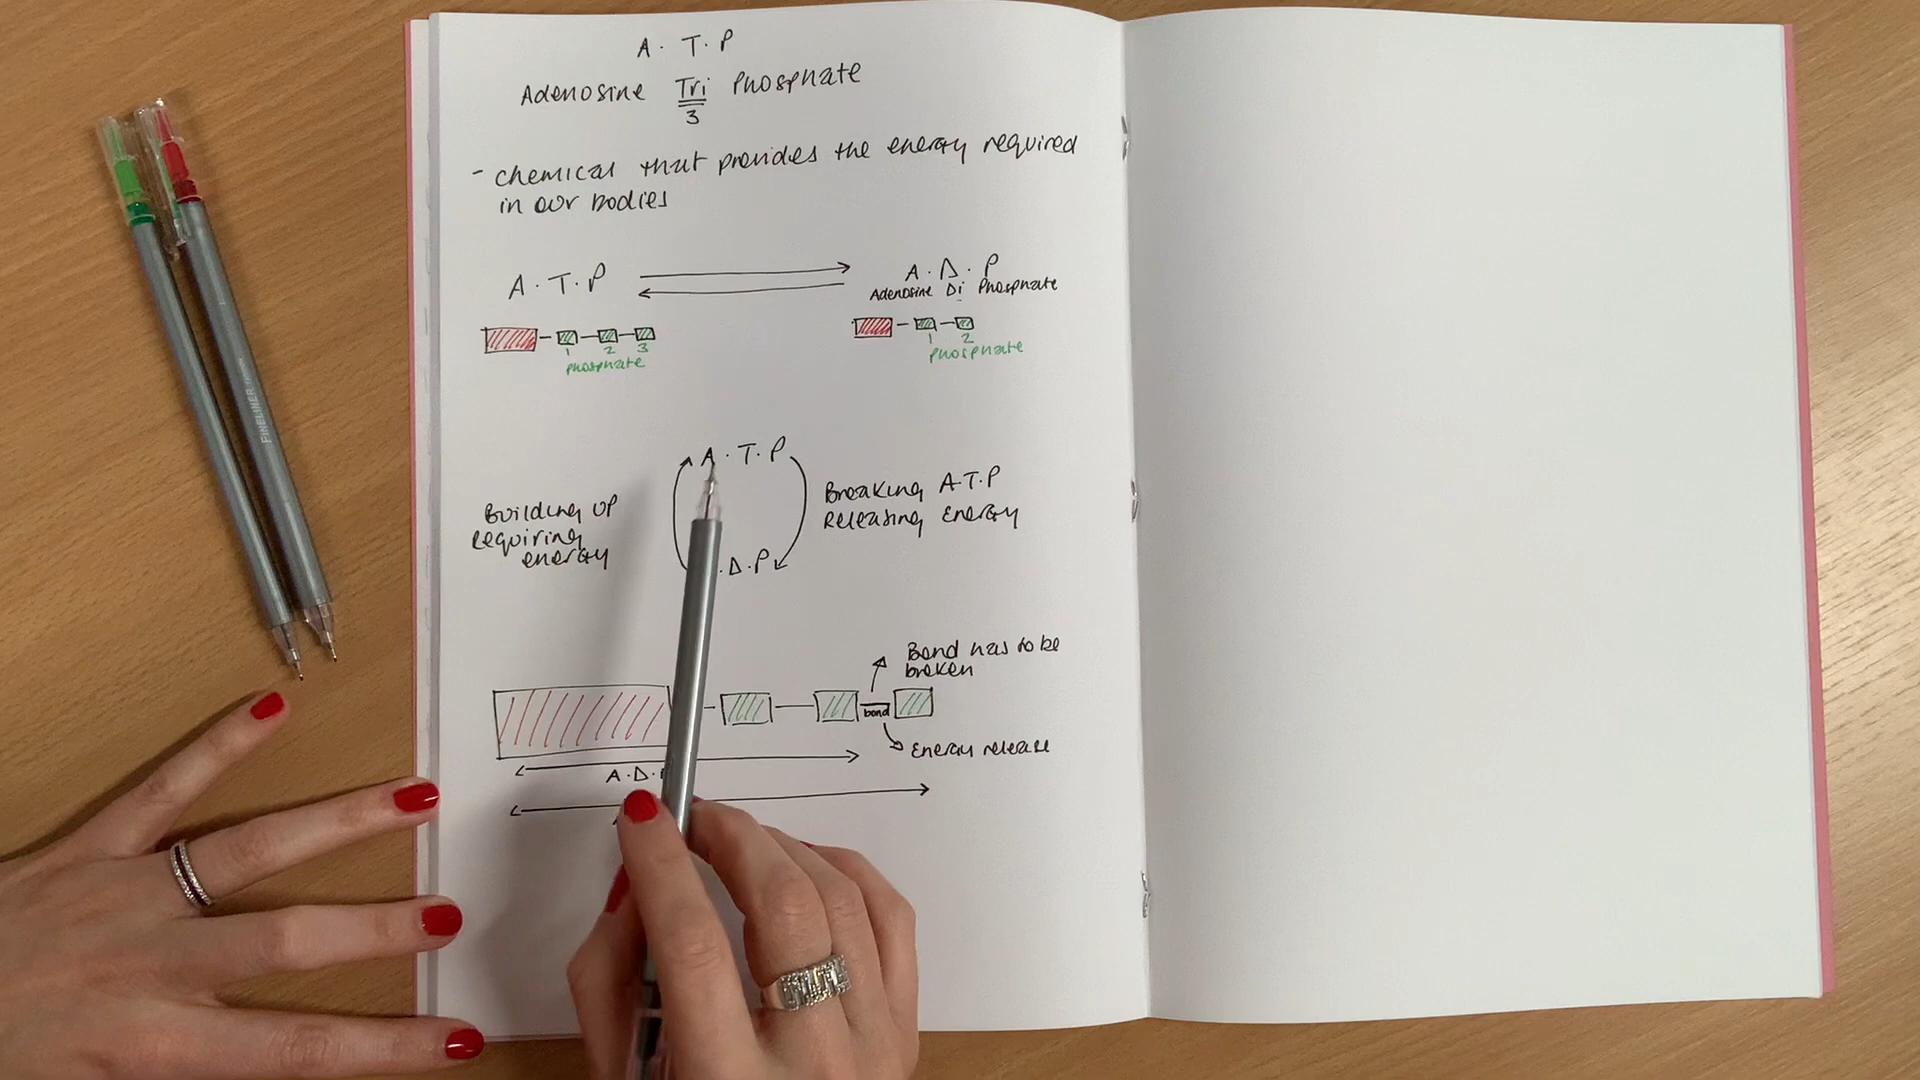 A. T. P
Adenosine Tri Phosphate
3
- chemical that provides the energy required
in our bodies
A. T. P
A. D. P
Adenosine Di Phosphate
1 2 3
phosphate
1 2
phosphate
A. T. P
Building up
requiring
energy
Breaking A.T.P
Releasing Energy
. D. P
Bond has to be
broken
bond
Energy release
A. D.
FINELINER